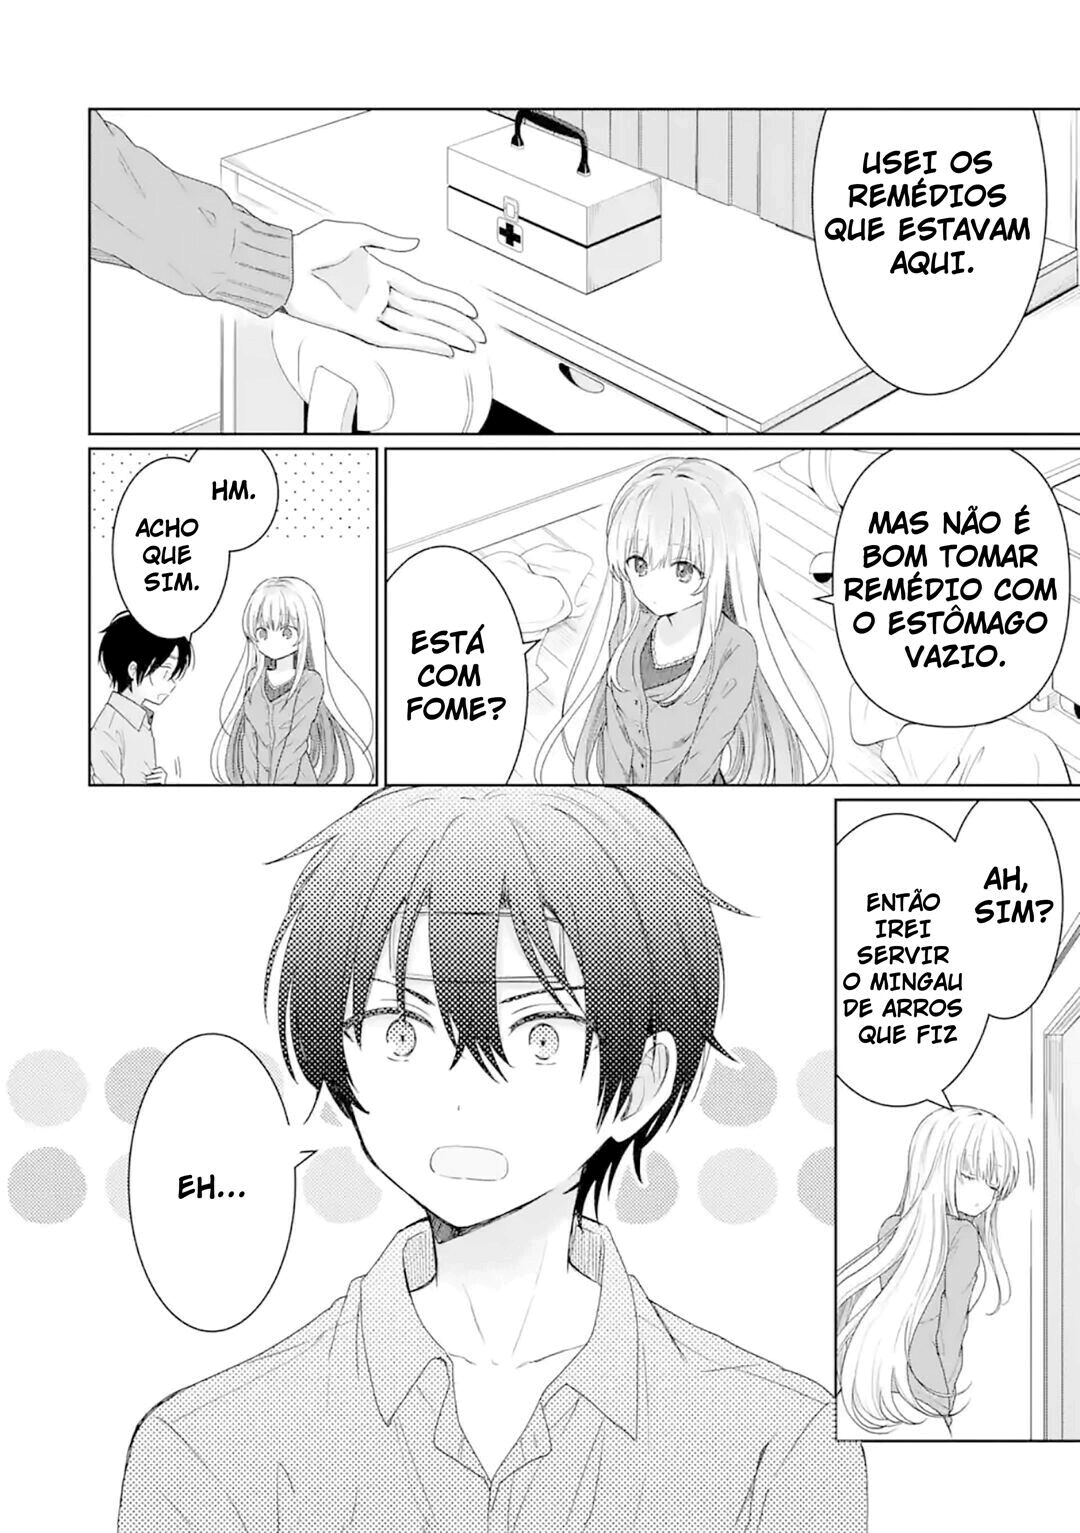 USEI OS
REMÉDIOS
QUE ESTAVAM
AQUI.
MAS NÃO É
BOM TOMAR
REMÉDIO COM
O ESTÔMAGO
VAZIO.
ESTÁ
COM
FOME?
HM.
ACHO
QUE
SIM.
AH,
SIM?
ENTÃO
IREI
SERVIR
O MINGAU
DE ARROS
QUE FIZ
EH...